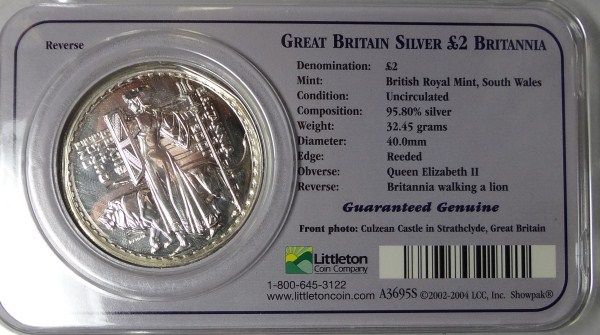 Reverse
GREAT BRITAIN SILVER £2 BRITANNIA
Denomination: £2
Mint: British Royal Mint, South Wales
Condition: Uncirculated
Composition: 95.80% silver
Weight: 32.45 grams
Diameter: 40.0mm
Edge: Reeded
Obverse: Queen Elizabeth II
Reverse: Britannia walking a lion
Guaranteed Genuine
Front photo: Culzean Castle in Strathclyde, Great Britain
Littleton
Coin Company
1-800-645-3122
www.littletoncoin.com A3695S ©2002-2004 LCC, Inc. Showpak®